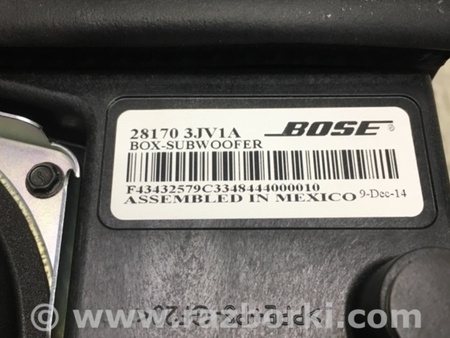 28170 3JV1A
BOSE®
BOX-SUBWOOFER
F43432579C3348444000010
ASSEMBLED IN MEXICO 9-Dec-14
www.razborki.com